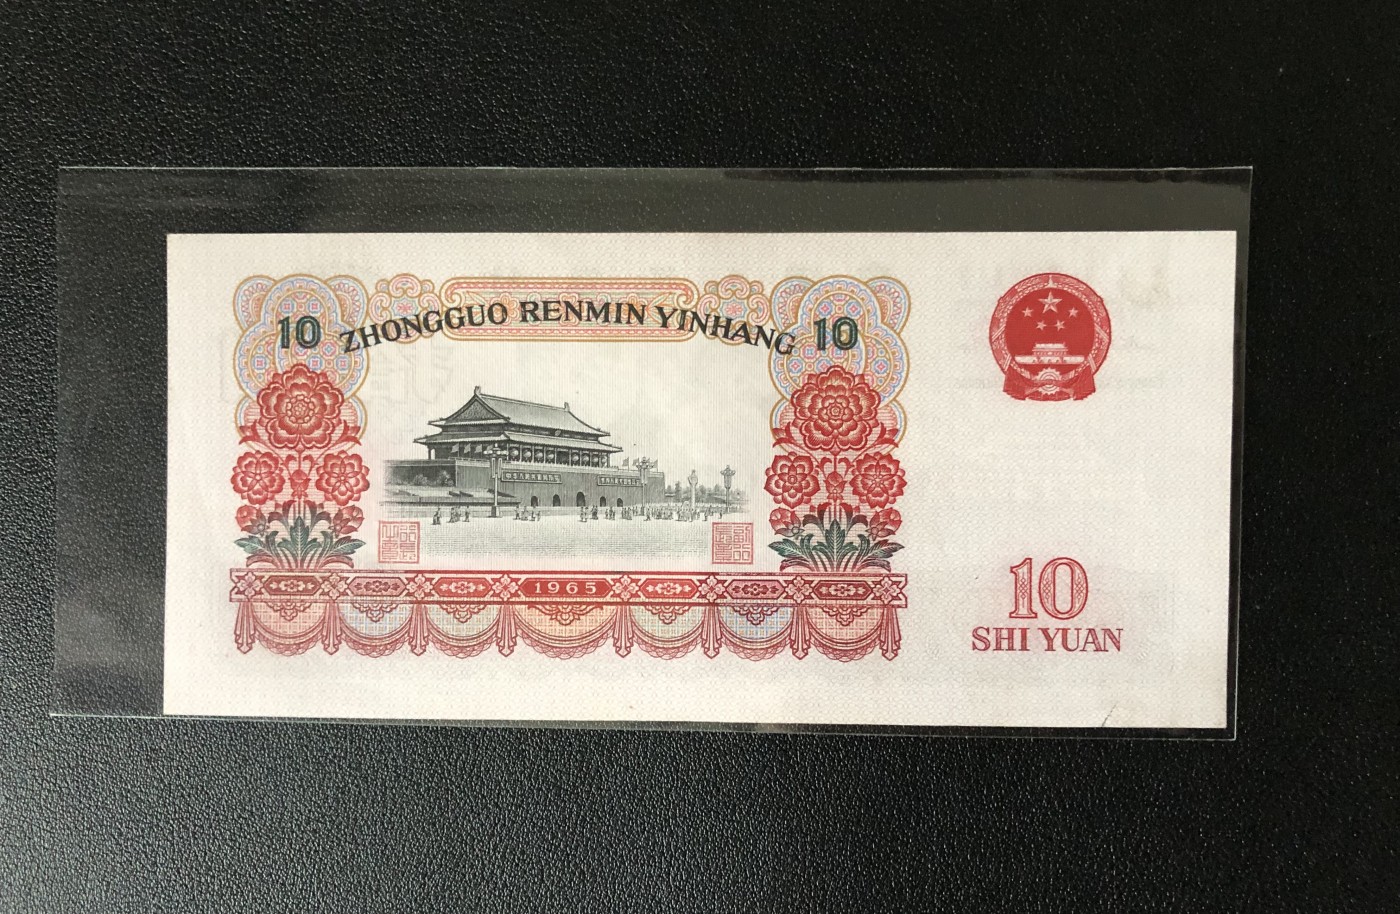 10 ZHONGGUO RENMIN YINHANG 10
1965
10
SHI YUAN